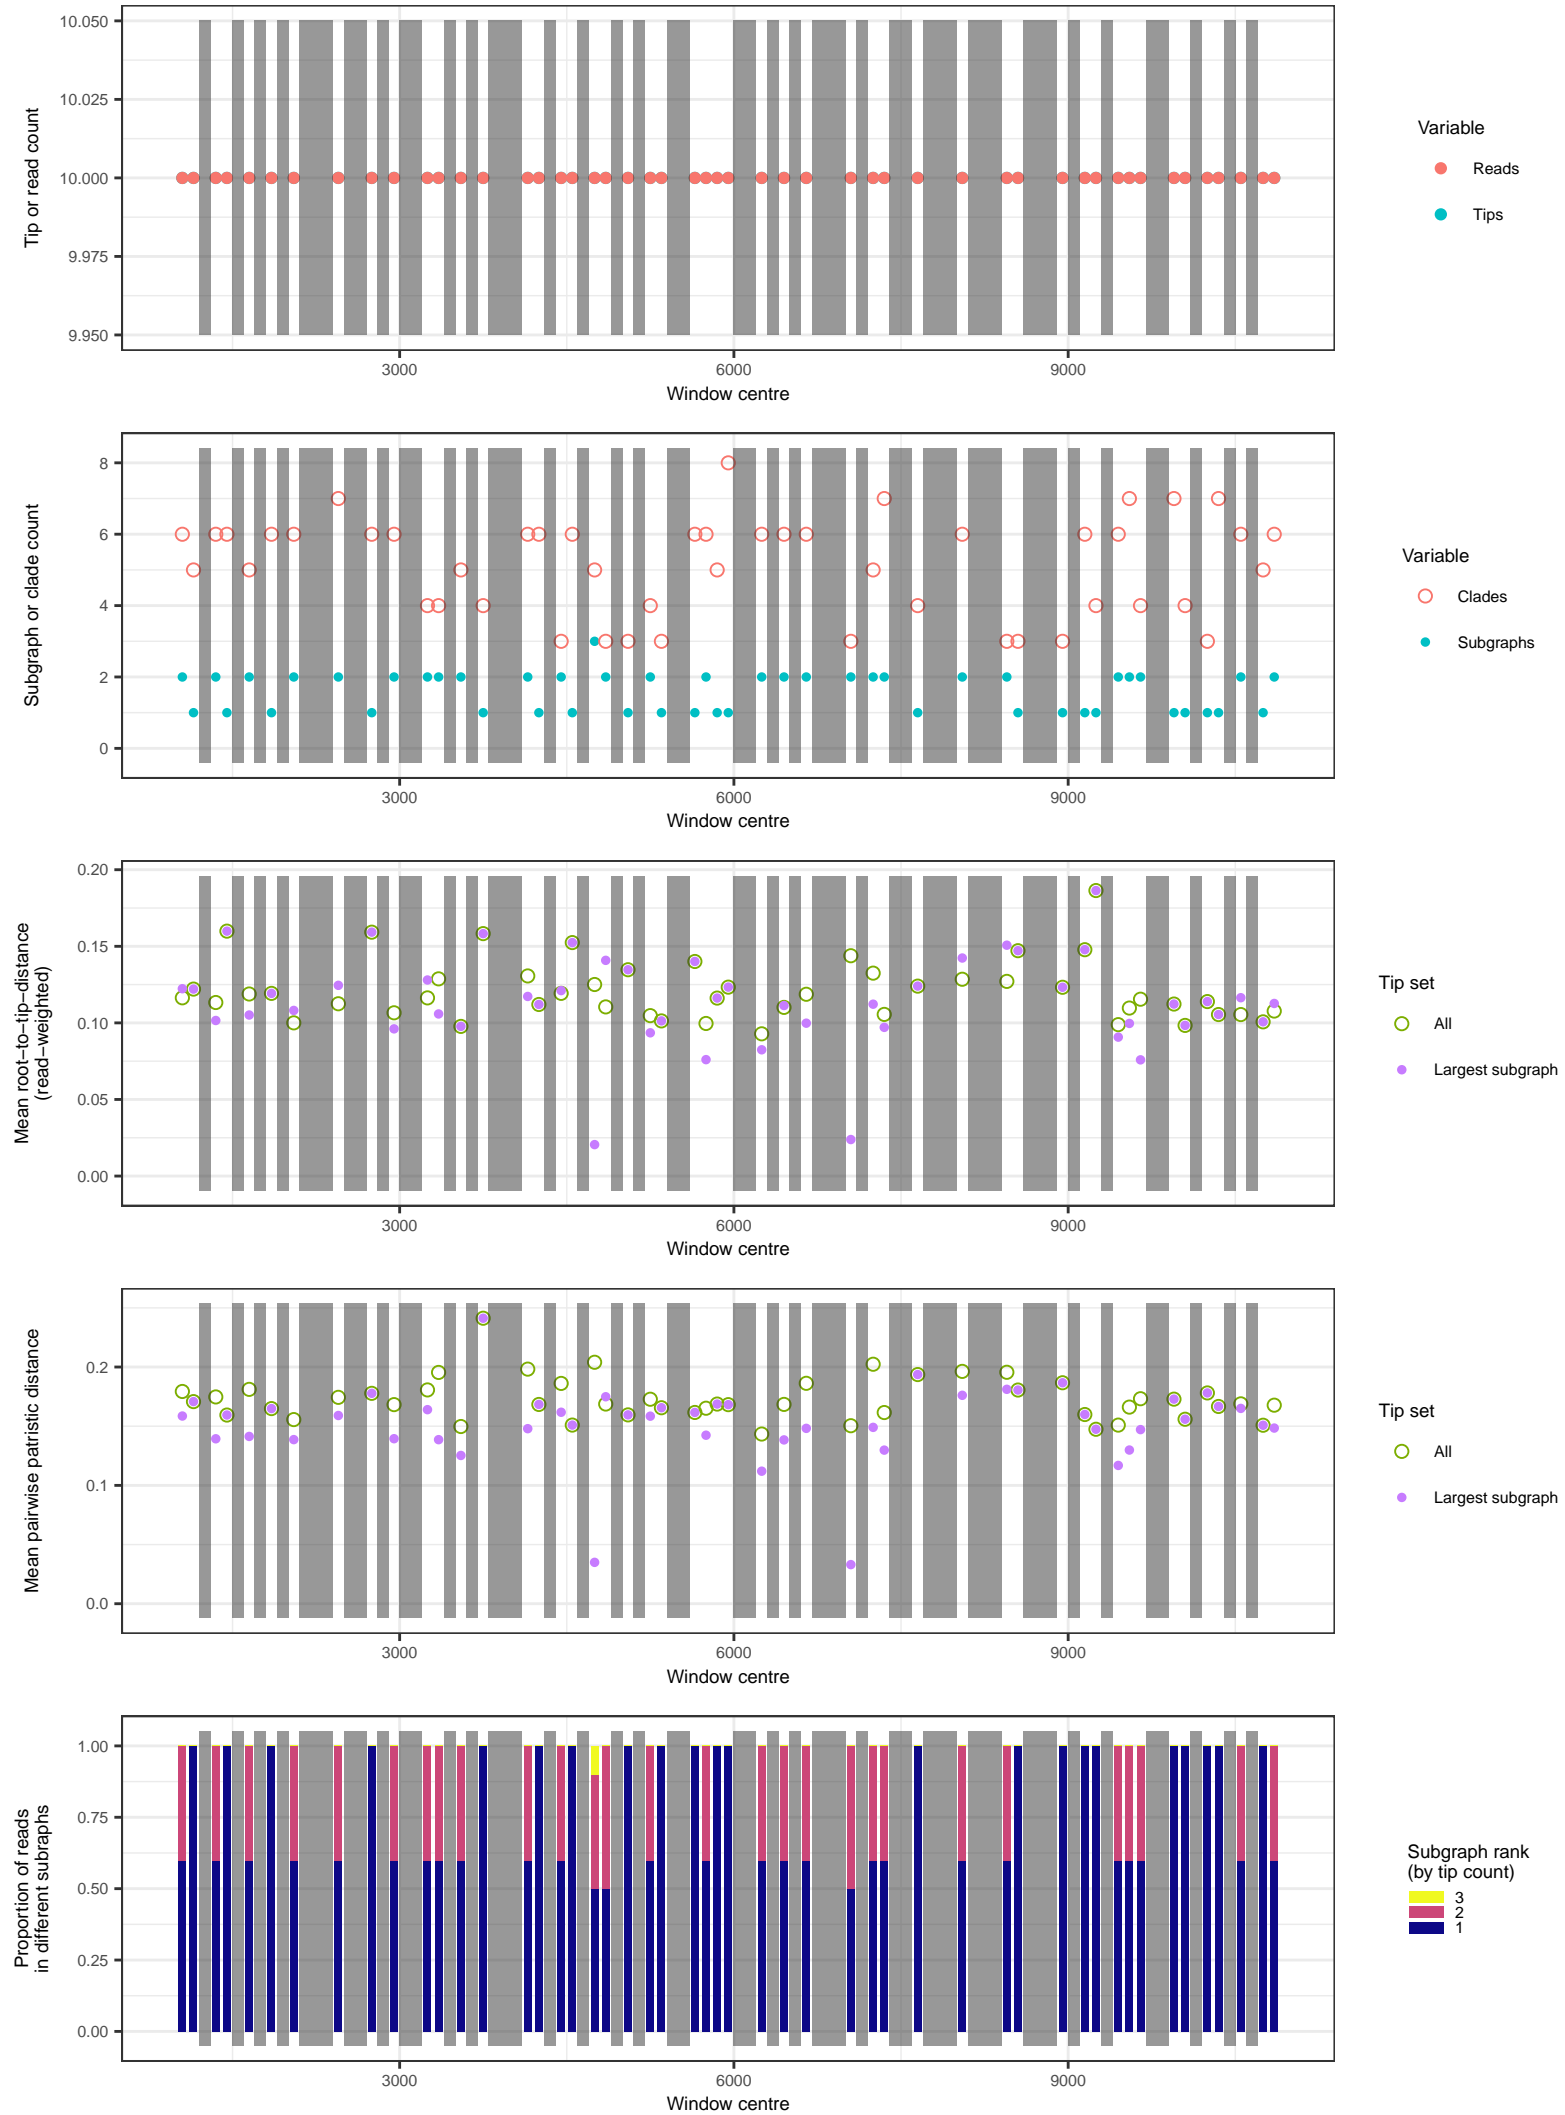 10.050
10.025
10.000
9.975
9.950
Tip or read count
3000
6000
9000
Window centre
Variable
Reads
Tips
8
6
4
2
0
Subgraph or clade count
3000
6000
9000
Window centre
Variable
Clades
Subgraphs
0.20
0.15
0.10
0.05
0.00
Mean root−to−tip−distance
(read−weighted)
3000
6000
9000
Window centre
Tip set
All
Largest subgraph
0.2
0.1
0.0
Mean pairwise patristic distance
3000
6000
9000
Window centre
Tip set
All
Largest subgraph
1.00
0.75
0.50
0.25
0.00
Proportion of reads
in different subraphs
3000
6000
9000
Window centre
Subgraph rank
(by tip count)
3
2
1